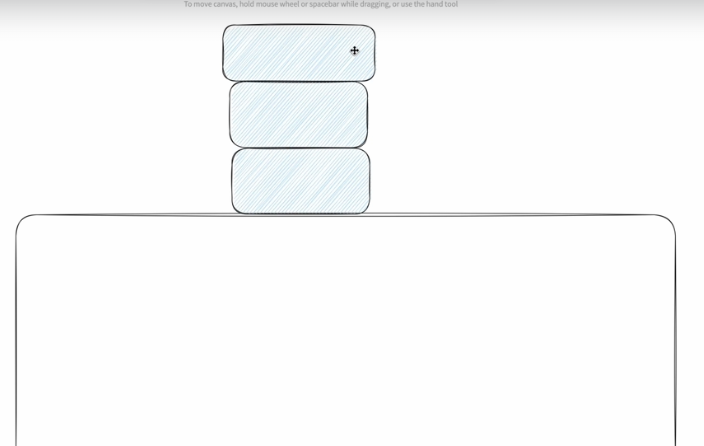 To move canvas, hold mouse wheel or spacebar while dragging, or use the hand tool